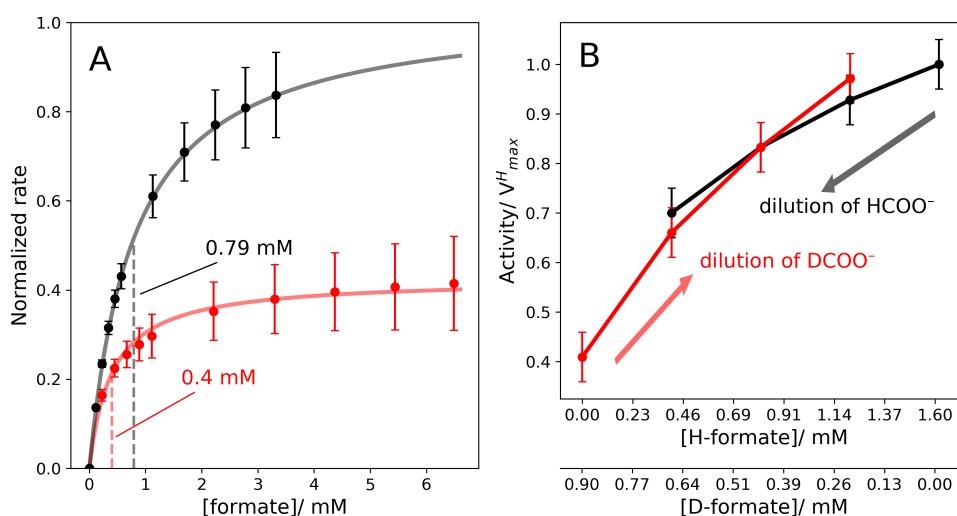 A
Normalized rate
1.0
0.8
0.6
0.4
0.2
0.0
0.79 mM
0.4 mM
0 1 2 3 4 5 6
[formate]/ mM
B
Activity/ V^H_max
1.0
0.9
0.8
0.7
0.6
0.5
0.4
dilution of HCOO⁻
dilution of DCOO⁻
0.00 0.23 0.46 0.69 0.91 1.14 1.37 1.60
[H-formate]/ mM
0.90 0.77 0.64 0.51 0.39 0.26 0.13 0.00
[D-formate]/ mM